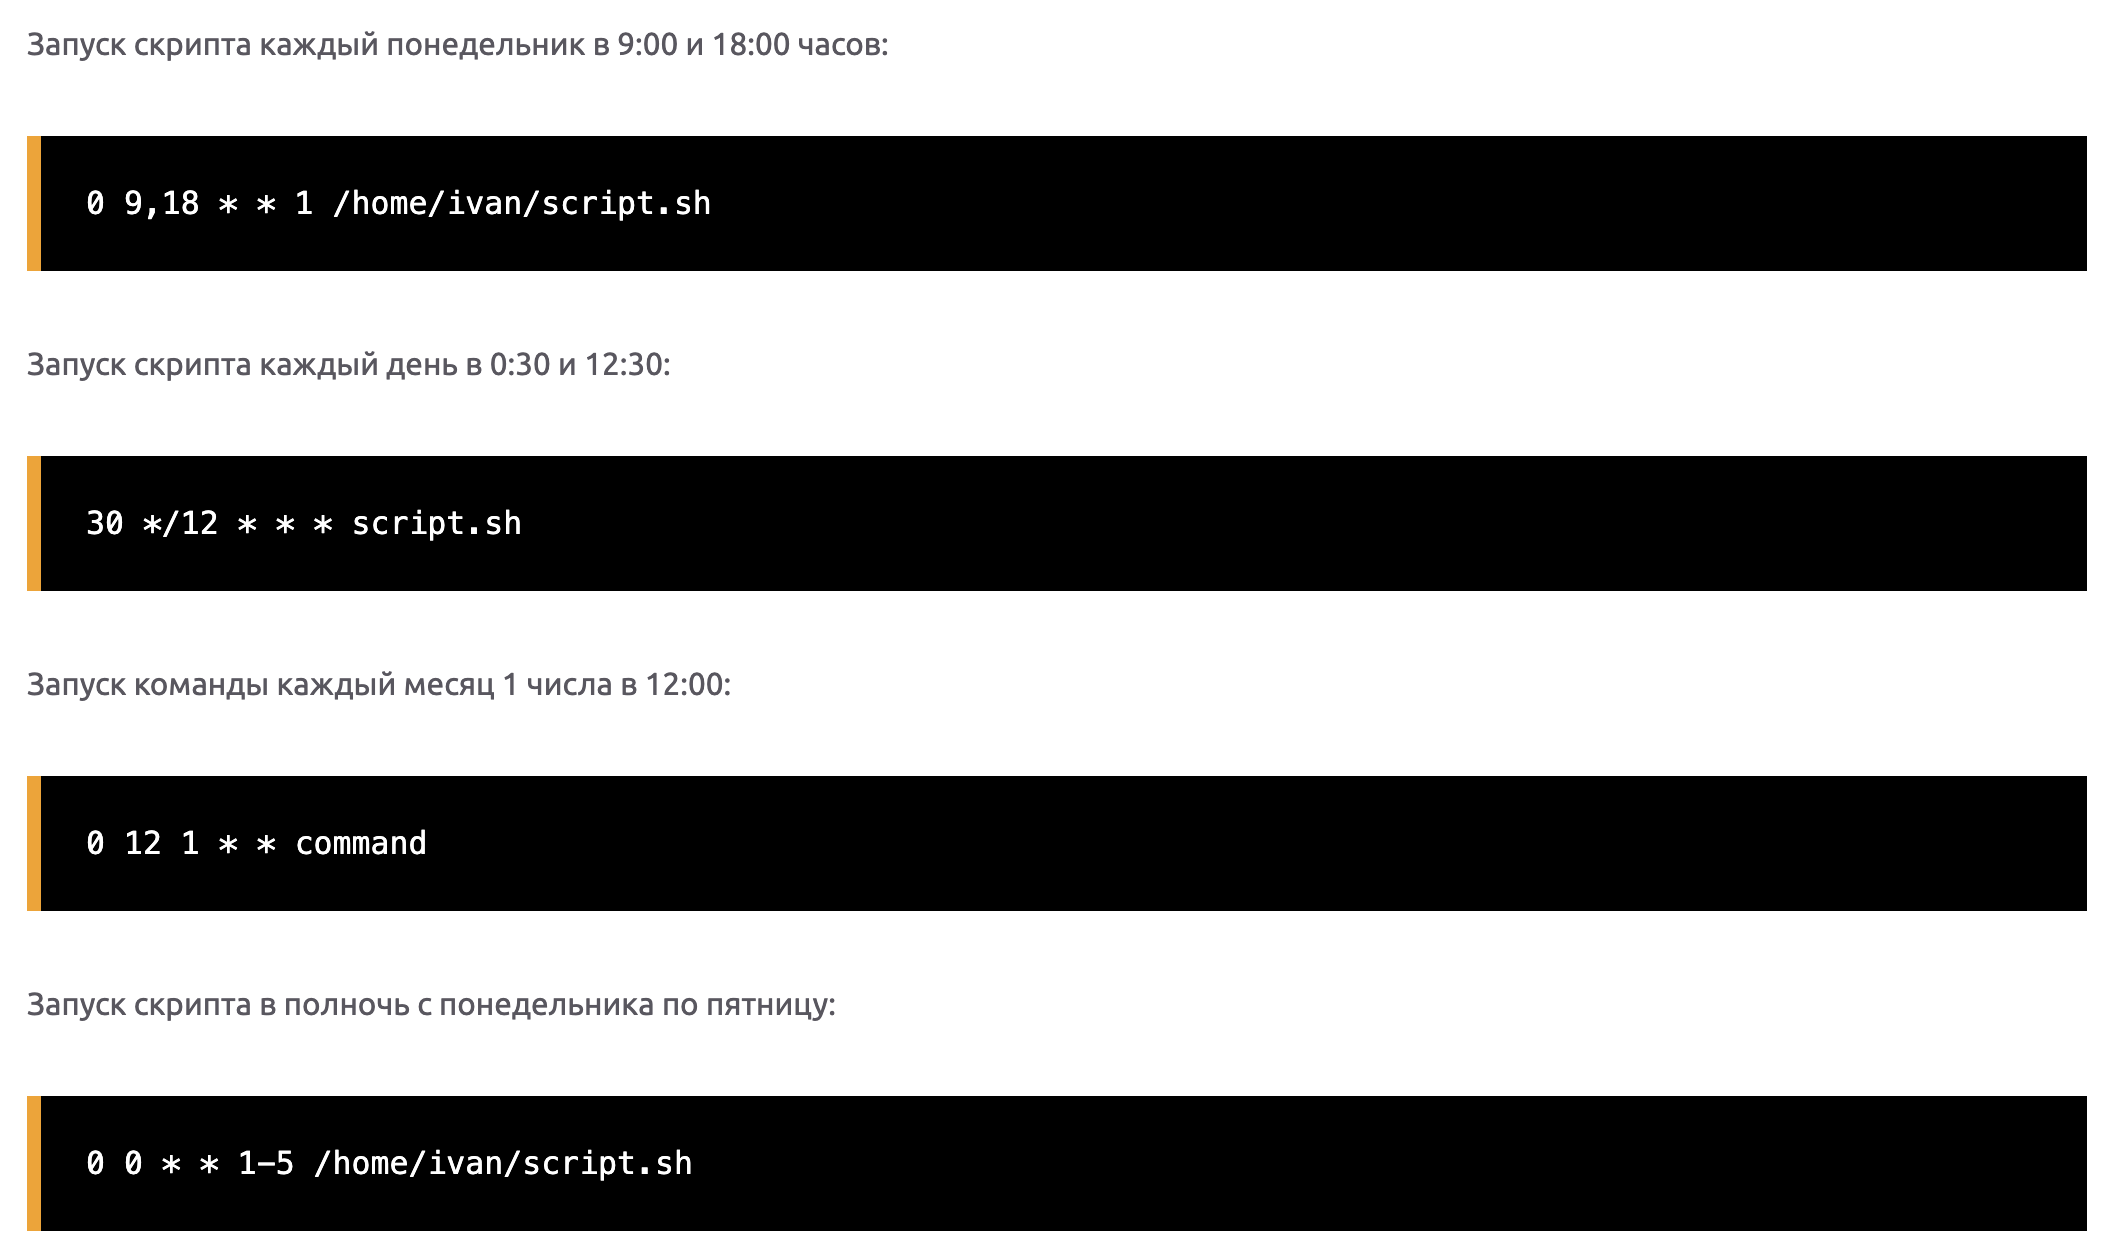 Запуск скрипта каждый понедельник в 9:00 и 18:00 часов:
0 9,18 * * 1 /home/ivan/script.sh
Запуск скрипта каждый день в 0:30 и 12:30:
30 */12 * * * script.sh
Запуск команды каждый месяц 1 числа в 12:00:
0 12 1 * * command
Запуск скрипта в полночь с понедельника по пятницу:
0 0 * * 1-5 /home/ivan/script.sh